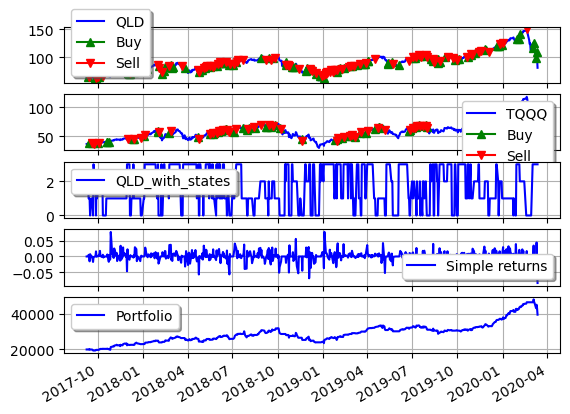 QLD
Buy
Sell
150
100
TQQQ
Buy
Sell
100
50
QLD_with_states
2
0
Simple returns
0.05
0.00
−0.05
Portfolio
40000
20000
2017-10
2018-01
2018-04
2018-07
2018-10
2019-01
2019-04
2019-07
2019-10
2020-01
2020-04